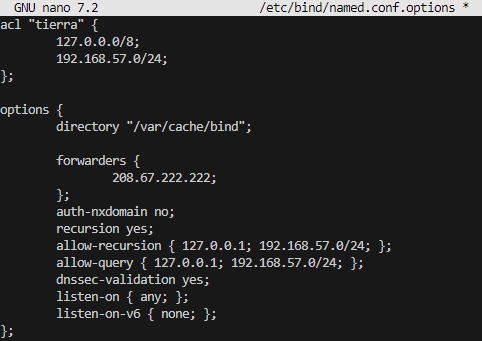 GNU nano 7.2 /etc/bind/named.conf.options *
acl "tierra" {
127.0.0.0/8;
192.168.57.0/24;
};
options {
directory "/var/cache/bind";
forwarders {
208.67.222.222;
};
auth-nxdomain no;
recursion yes;
allow-recursion { 127.0.0.1; 192.168.57.0/24; };
allow-query { 127.0.0.1; 192.168.57.0/24; };
dnssec-validation yes;
listen-on { any; };
listen-on-v6 { none; };
};